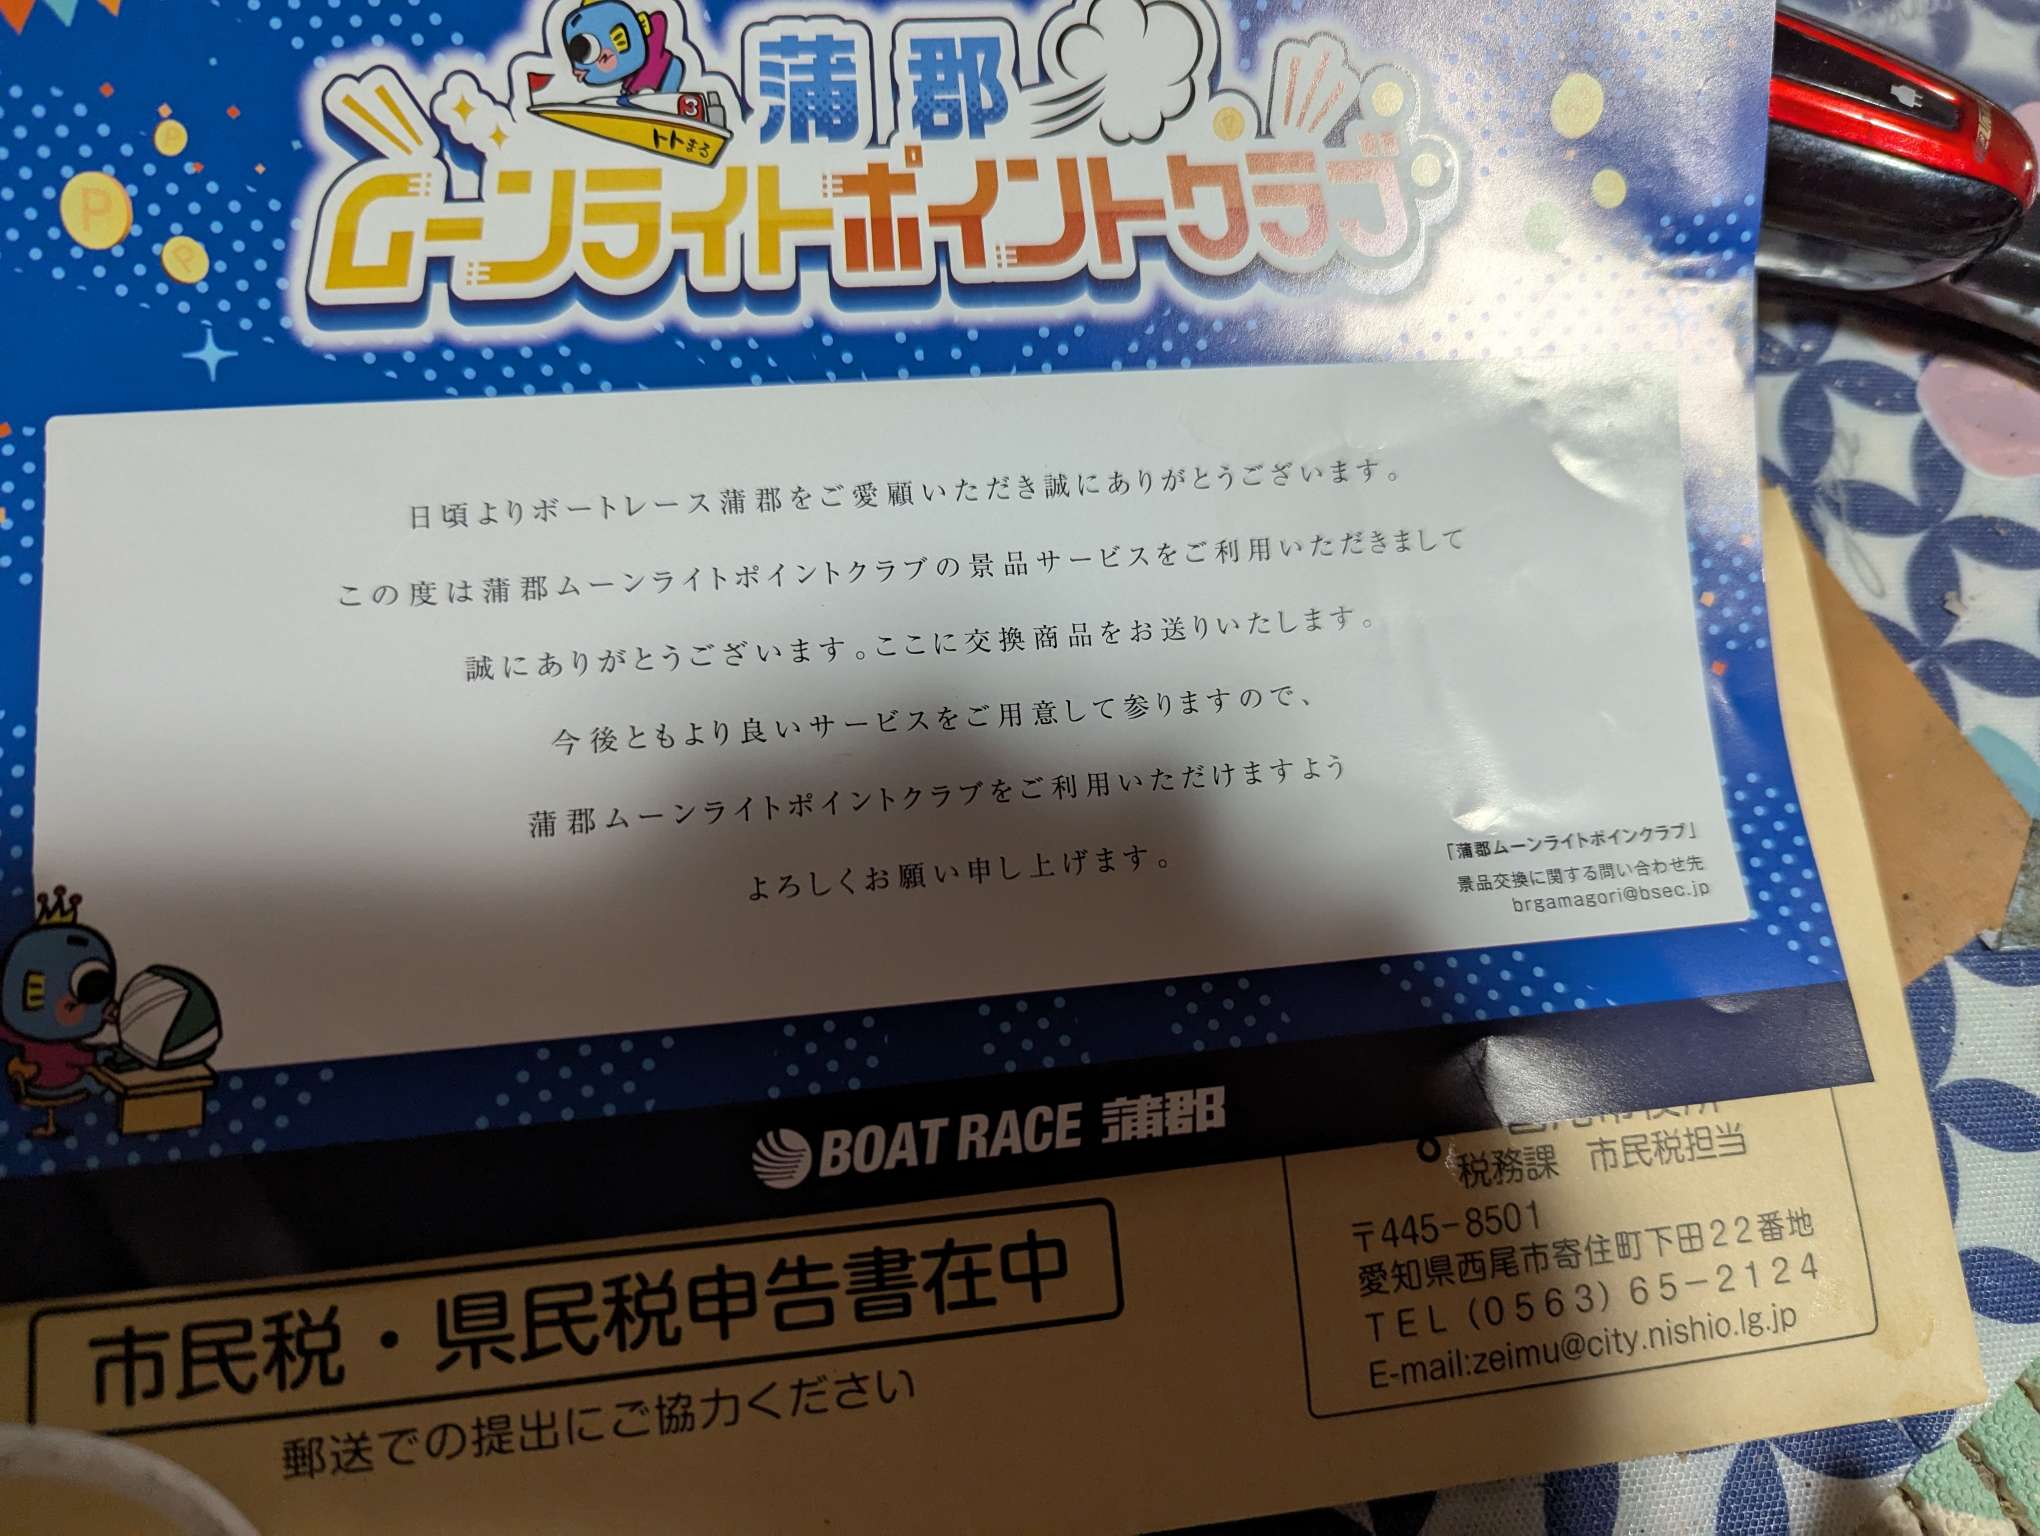 蒲郡
3
トトまる
ムーンライトポイントクラブ
P
P
P
日頃よりボートレース蒲郡をご愛顧いただき誠にありがとうございます。
この度は蒲郡ムーンライトポイントクラブの景品サービスをご利用いただきまして
誠にありがとうございます。ここに交換商品をお送りいたします。
今後ともより良いサービスをご用意して参りますので、
蒲郡ムーンライトポイントクラブをご利用いただけますよう
よろしくお願い申し上げます。
「蒲郡ムーンライトポインクラブ」
景品交換に関する問い合わせ先
brgamagori@bsec.jp
BOAT RACE 蒲郡
市民税・県民税申告書在中
郵送での提出にご協力ください
税務課 市民税担当
〒445-8501
愛知県西尾市寄住町下田22番地
TEL(0563)65-2124
E-mail:zeimu@city.nishio.lg.jp